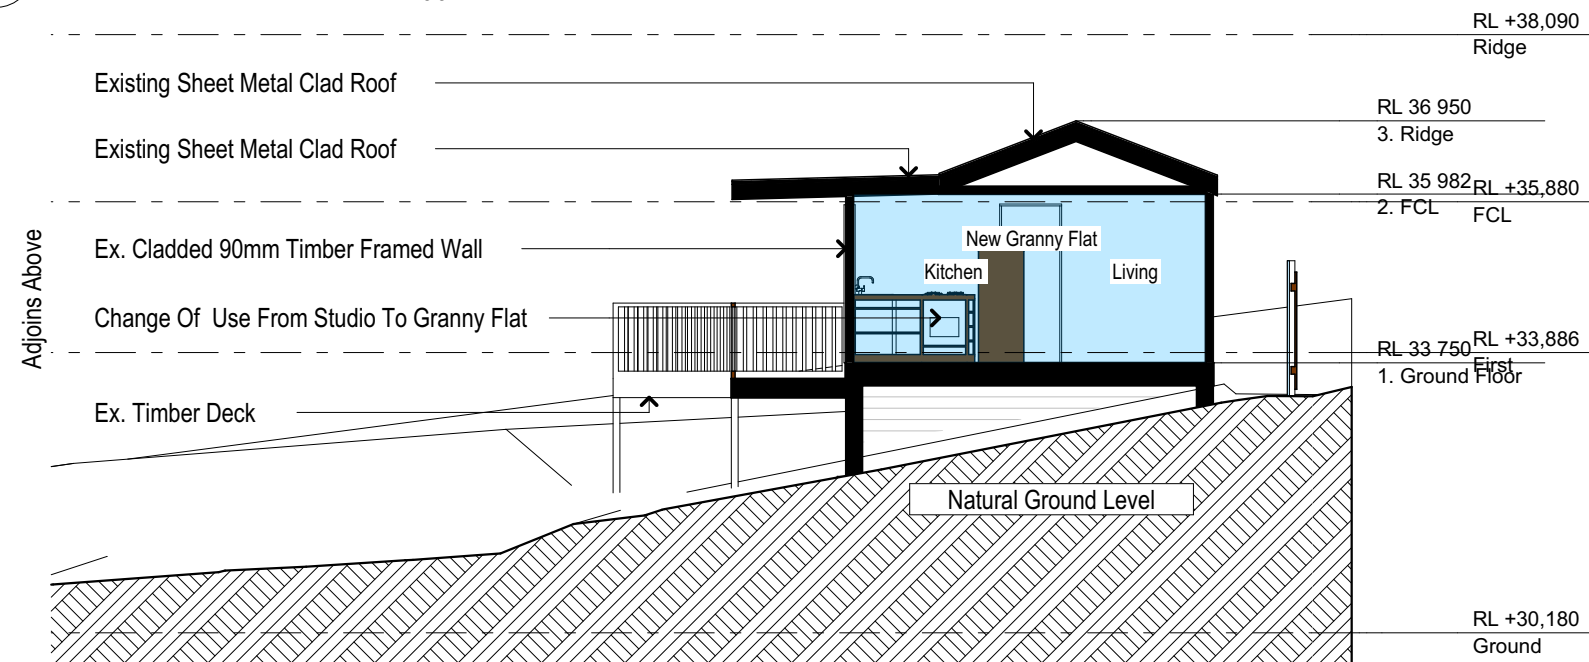 RL +38,090
Ridge
Existing Sheet Metal Clad Roof
RL 36 950
3. Ridge
Existing Sheet Metal Clad Roof
RL 35 982
2. FCL
RL +35,880
FCL
Adjoins Above
Ex. Cladded 90mm Timber Framed Wall
New Granny Flat
Kitchen
Living
Change Of Use From Studio To Granny Flat
RL 33 750
1. Ground Floor
RL +33,886
First
Ex. Timber Deck
Natural Ground Level
RL +30,180
Ground